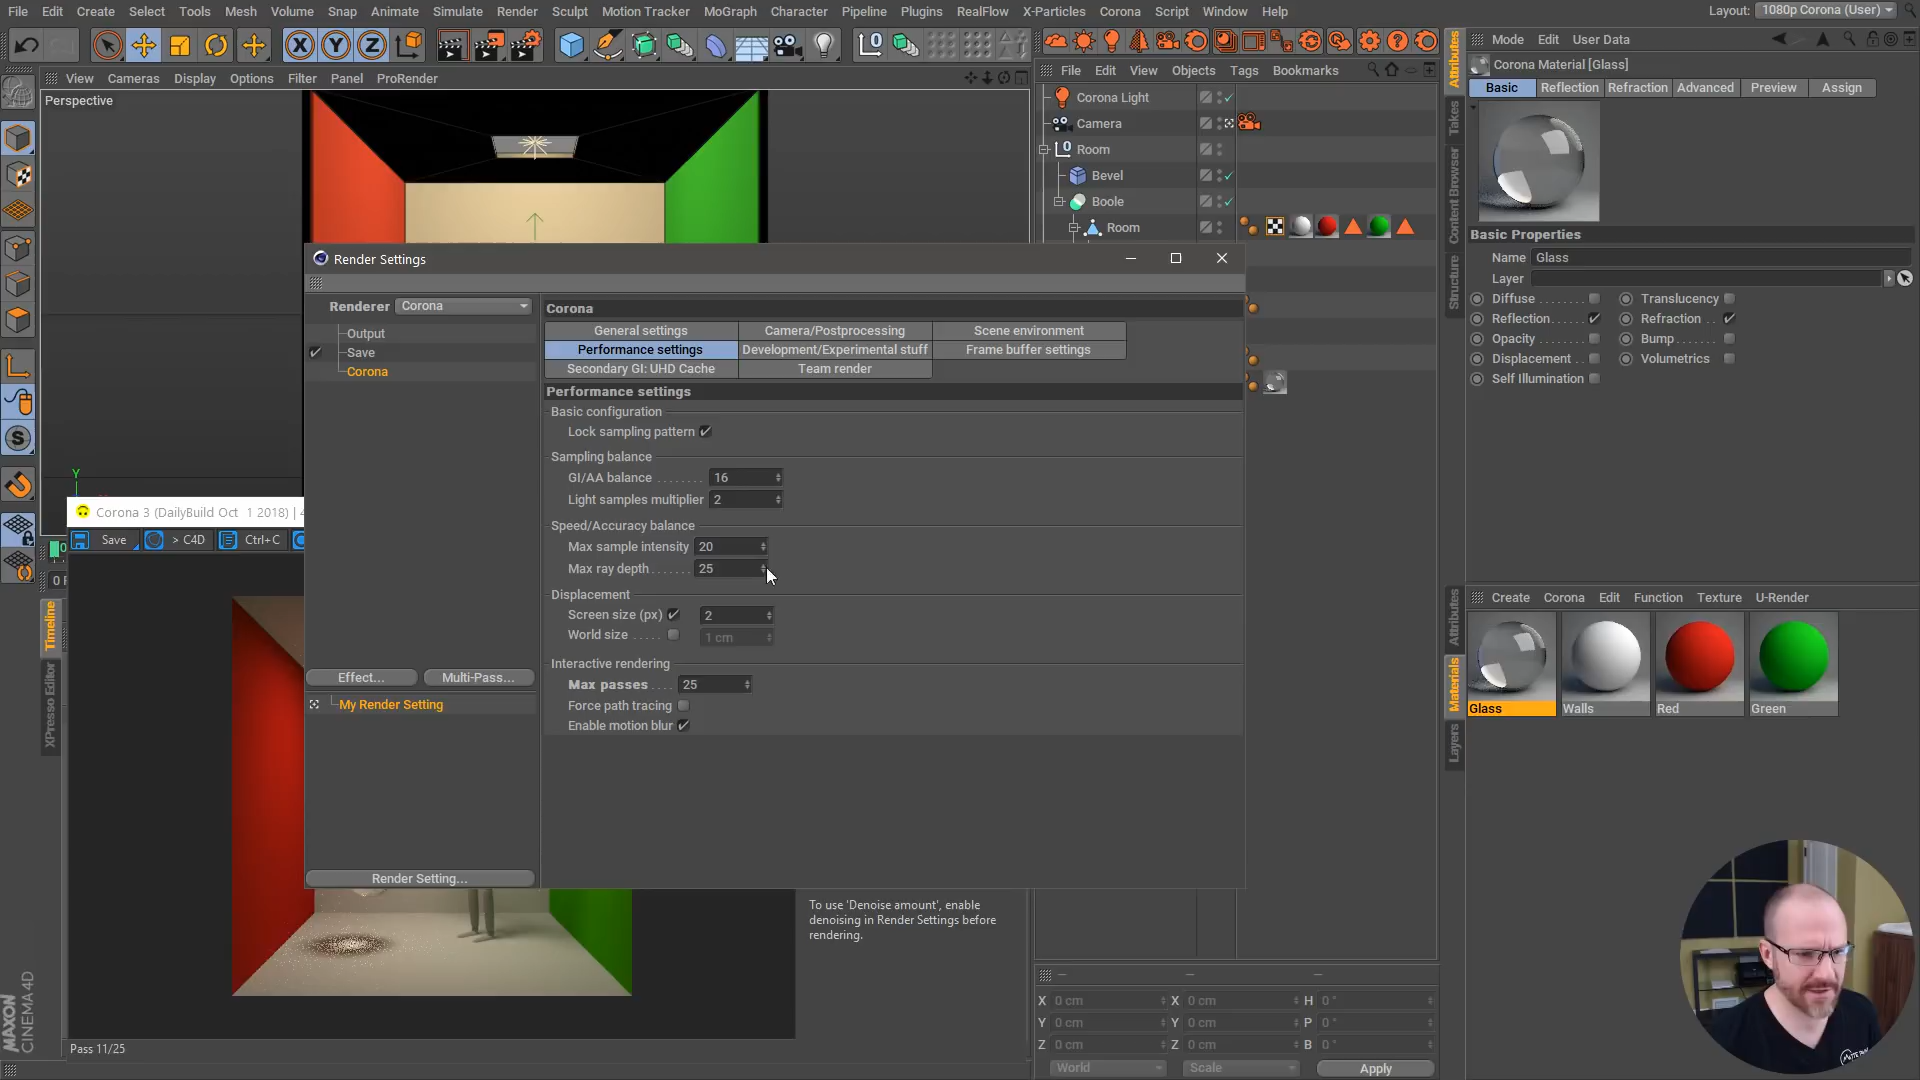 File Edit Create Select Tools Mesh Volume Snap Animate Simulate Render Sculpt Motion Tracker MoGraph Character Pipeline Plugins RealFlow X-Particles Corona Script Window Help
Layout: 1080p Corona (User)
View Cameras Display Options Filter Panel ProRender
Perspective
File Edit View Objects Tags Bookmarks
Corona Light
Camera
Room
Bevel
Boole
Room
Attributes
Takes
Content Browser
Structure
Mode Edit User Data
Corona Material [Glass]
Basic Reflection Refraction Advanced Preview Assign
Basic Properties
Name Glass
Layer
Diffuse Translucency
Reflection Refraction
Opacity Bump
Displacement Volumetrics
Self Illumination
Render Settings
Renderer Corona
Output
Save
Corona
Effect... Multi-Pass...
My Render Setting
Render Setting...
Corona
General settings Camera/Postprocessing Scene environment
Performance settings Development/Experimental stuff Frame buffer settings
Secondary GI: UHD Cache Team render
Performance settings
Basic configuration
Lock sampling pattern
Sampling balance
GI/AA balance 16
Light samples multiplier 2
Speed/Accuracy balance
Max sample intensity 20
Max ray depth 25
Displacement
Screen size (px) 2
World size 1 cm
Interactive rendering
Max passes 25
Force path tracing
Enable motion blur
Y
Corona 3 (DailyBuild Oct 1 2018) | 4
Save > C4D Ctrl+C
0
0 F
Timeline
XPresso Editor
To use 'Denoise amount', enable
denoising in Render Settings before
rendering.
Pass 11/25
MAXON
CINEMA 4D
Attributes
Materials
Layers
Create Corona Edit Function Texture U-Render
Glass Walls Red Green
X 0 cm X 0 cm H 0 °
Y 0 cm Y 0 cm P 0 °
Z 0 cm Z 0 cm B 0 °
World Scale Apply